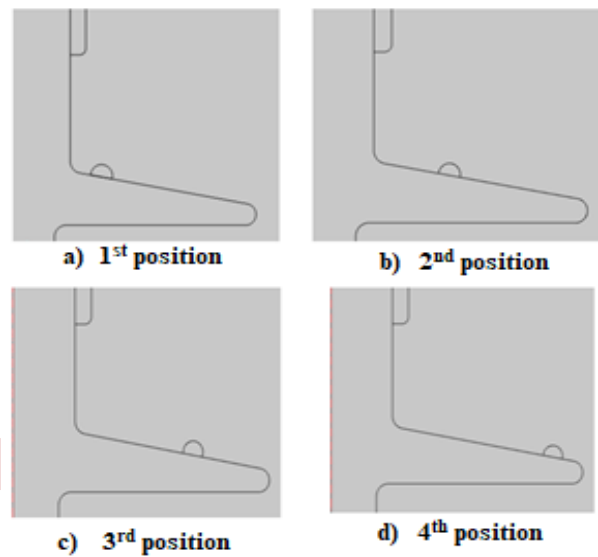 a) 1st position
b) 2nd position
c) 3rd position
d) 4th position